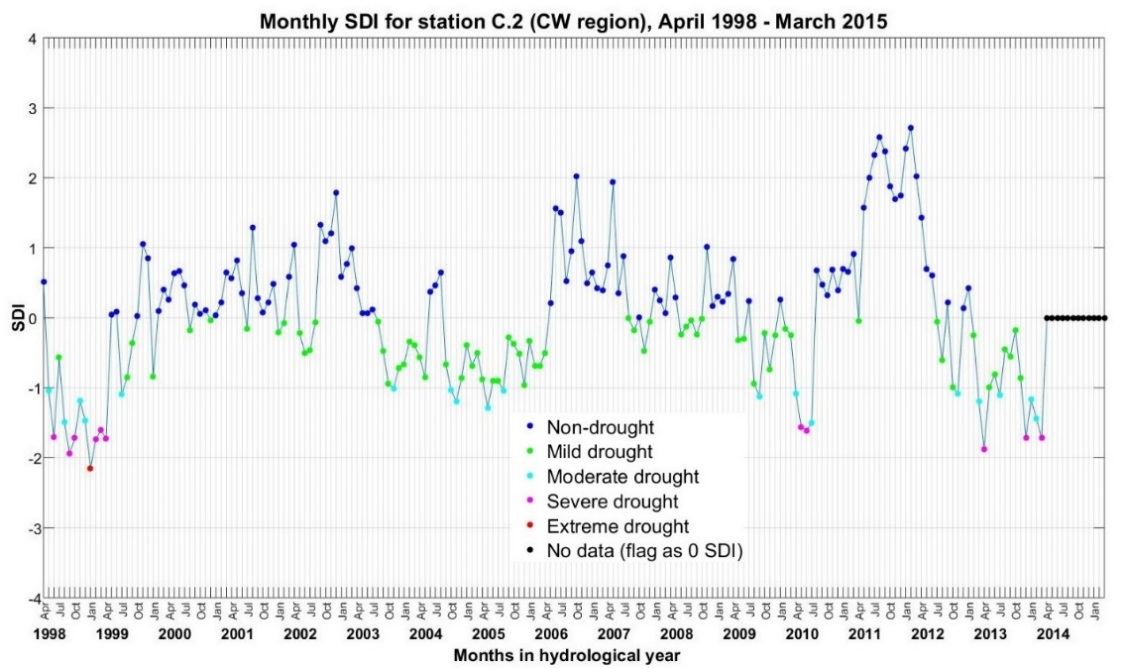 Monthly SDI for station C.2 (CW region), April 1998 - March 2015
4
3
2
1
0
-1
-2
-3
-4
SDI
Non-drought
Mild drought
Moderate drought
Severe drought
Extreme drought
No data (flag as 0 SDI)
Apr Jul Oct Jan Apr Jul Oct Jan Apr Jul Oct Jan Apr Jul Oct Jan Apr Jul Oct Jan Apr Jul Oct Jan Apr Jul Oct Jan Apr Jul Oct Jan Apr Jul Oct Jan Apr Jul Oct Jan Apr Jul Oct Jan Apr Jul Oct Jan Apr Jul Oct Jan Apr Jul Oct Jan Apr Jul Oct Jan Apr Jul Oct Jan Apr Jul Oct Jan
1998 1999 2000 2001 2002 2003 2004 2005 2006 2007 2008 2009 2010 2011 2012 2013 2014
Months in hydrological year